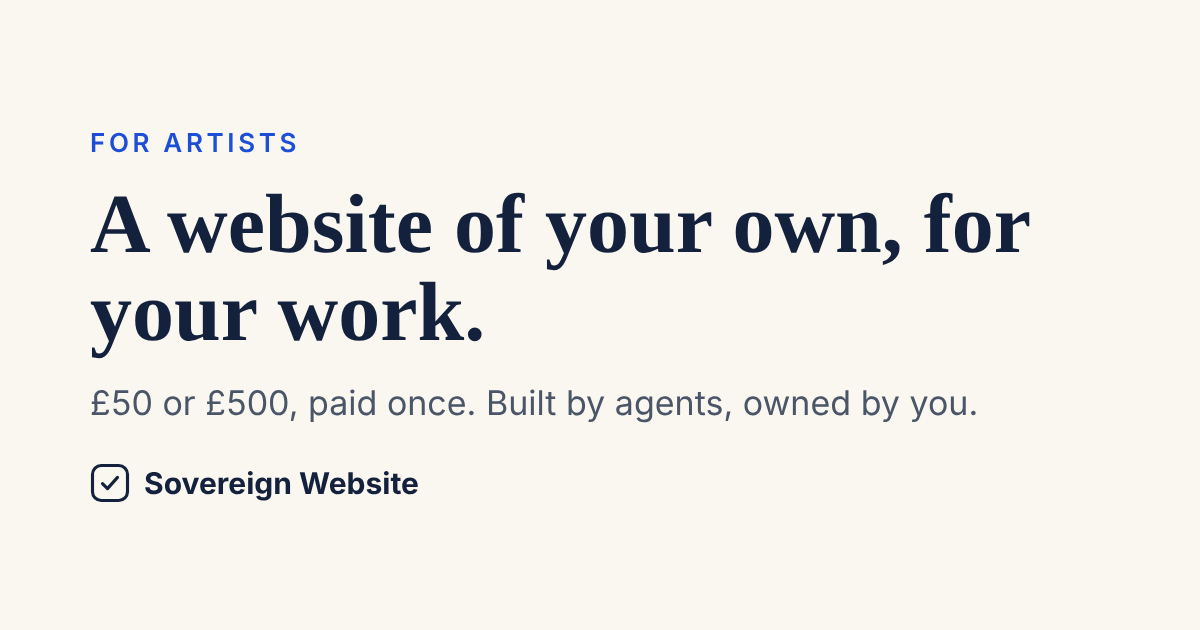 FOR ARTISTS
A website of your own, for
your work.
£50 or £500, paid once. Built by agents, owned by you.
Sovereign Website